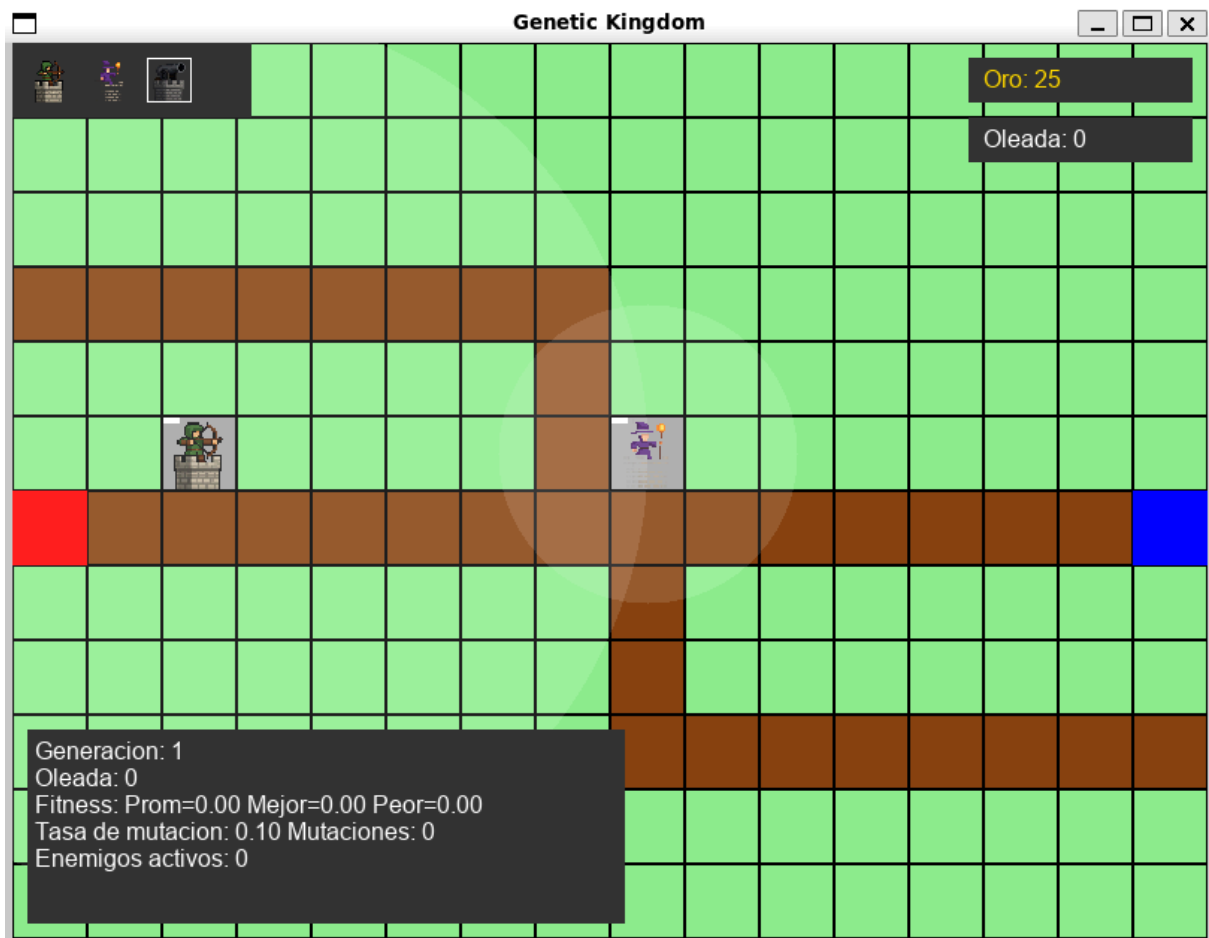 Genetic Kingdom
Oro: 25
Oleada: 0
Generacion: 1
Oleada: 0
Fitness: Prom=0.00 Mejor=0.00 Peor=0.00
Tasa de mutacion: 0.10 Mutaciones: 0
Enemigos activos: 0